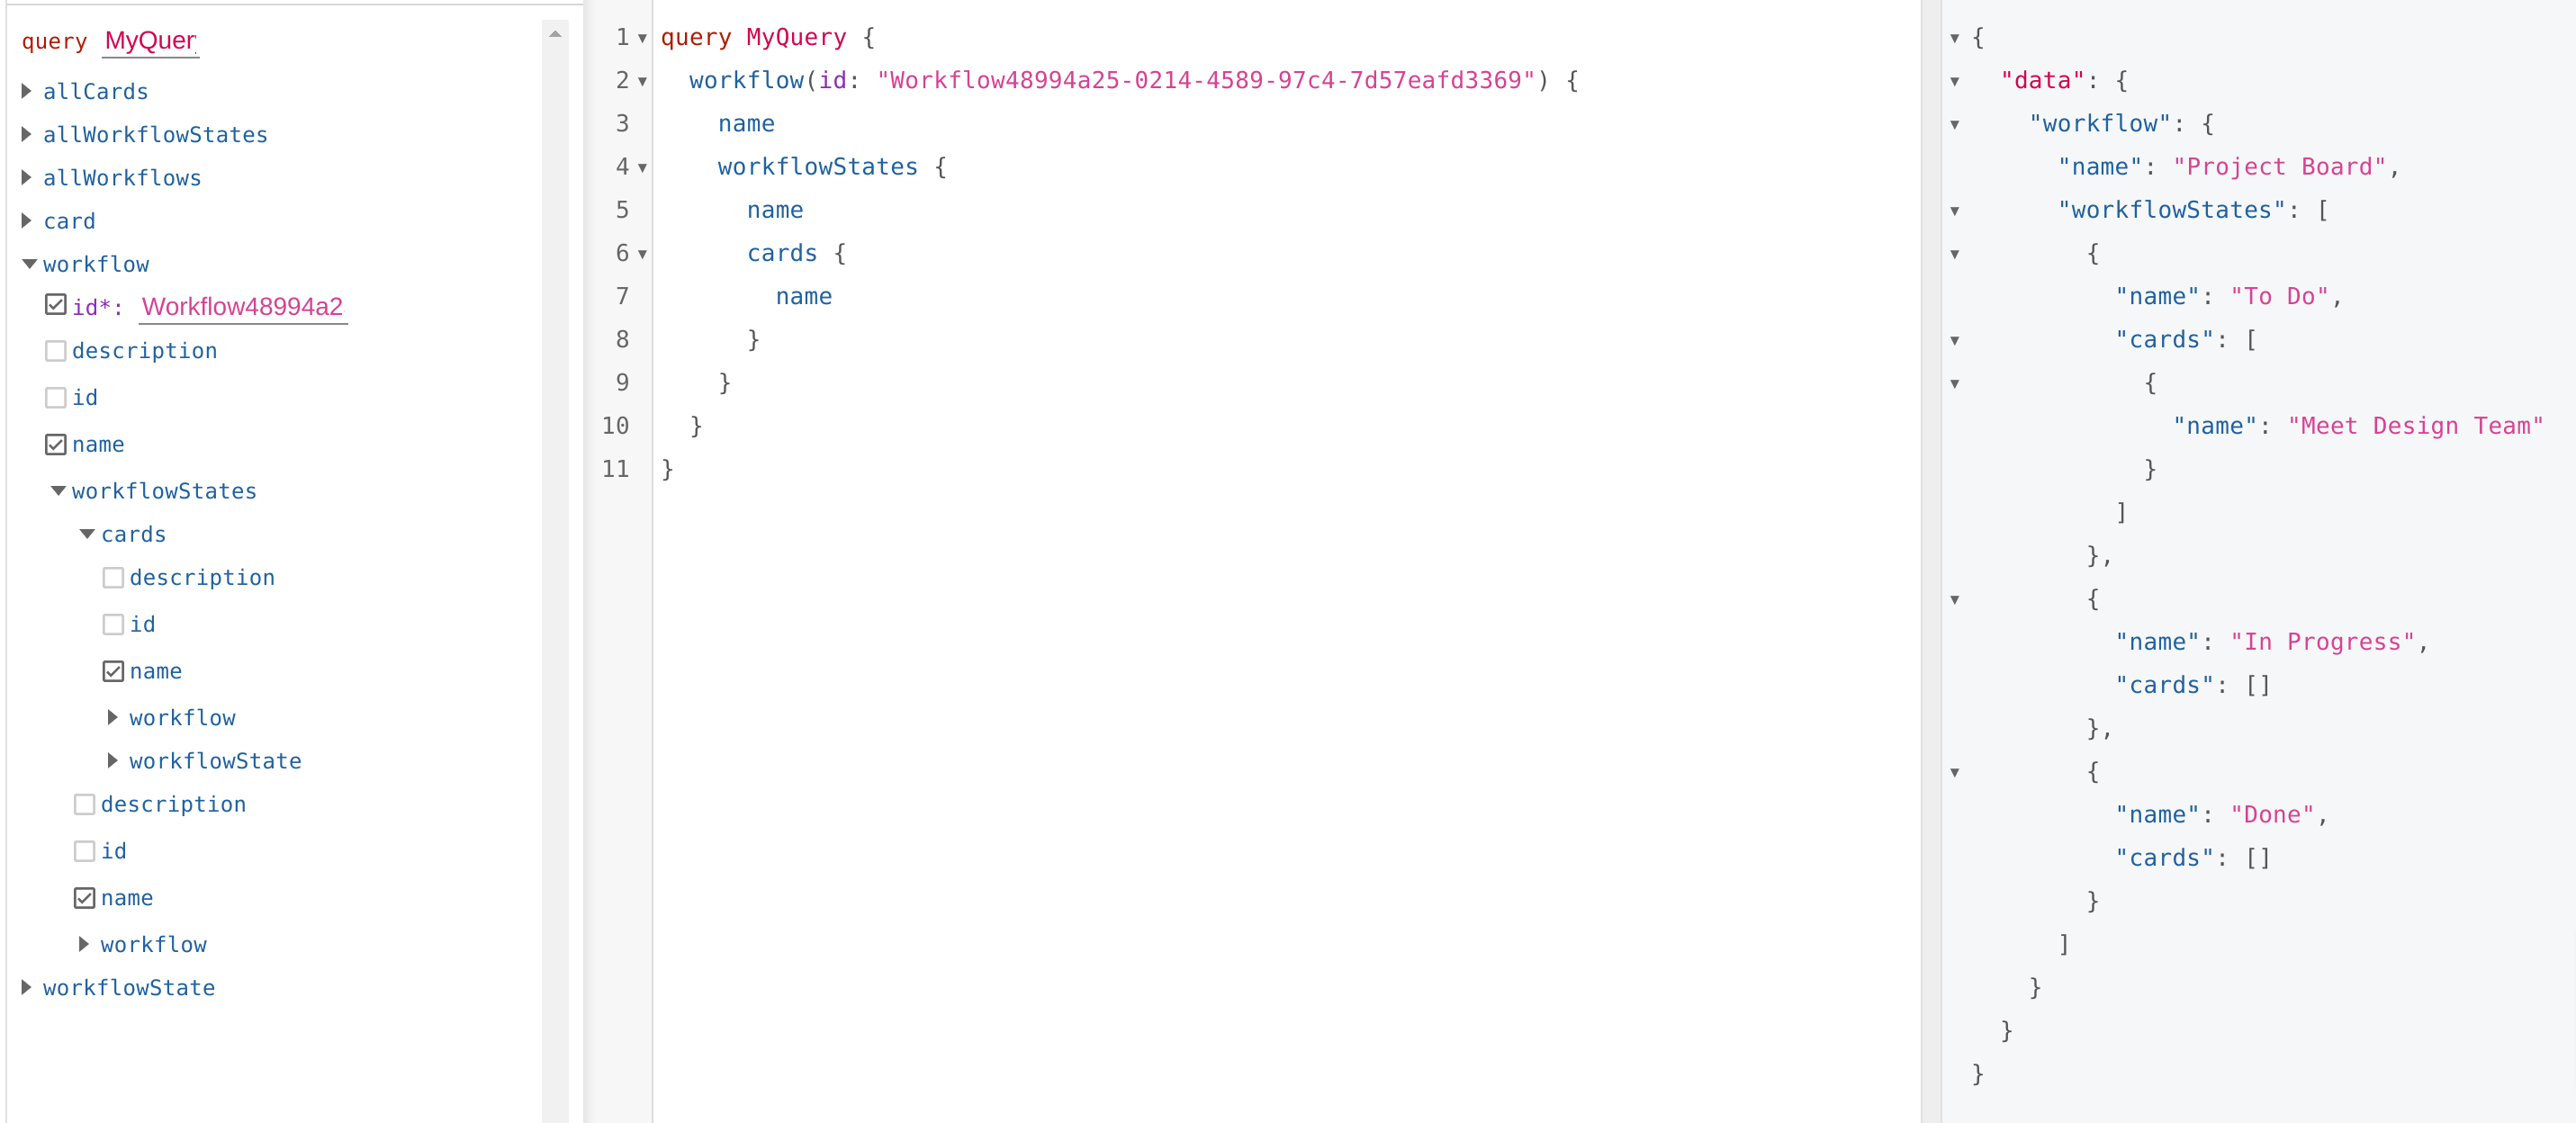 query MyQuer
allCards
allWorkflowStates
allWorkflows
card
workflow
id*: Workflow48994a2
description
id
name
workflowStates
cards
description
id
name
workflow
workflowState
description
id
name
workflow
workflowState
1 query MyQuery {
2 workflow(id: "Workflow48994a25-0214-4589-97c4-7d57eafd3369") {
3 name
4 workflowStates {
5 name
6 cards {
7 name
8 }
9 }
10 }
11 }
{
"data": {
"workflow": {
"name": "Project Board",
"workflowStates": [
{
"name": "To Do",
"cards": [
{
"name": "Meet Design Team"
}
]
},
{
"name": "In Progress",
"cards": []
},
{
"name": "Done",
"cards": []
}
]
}
}
}